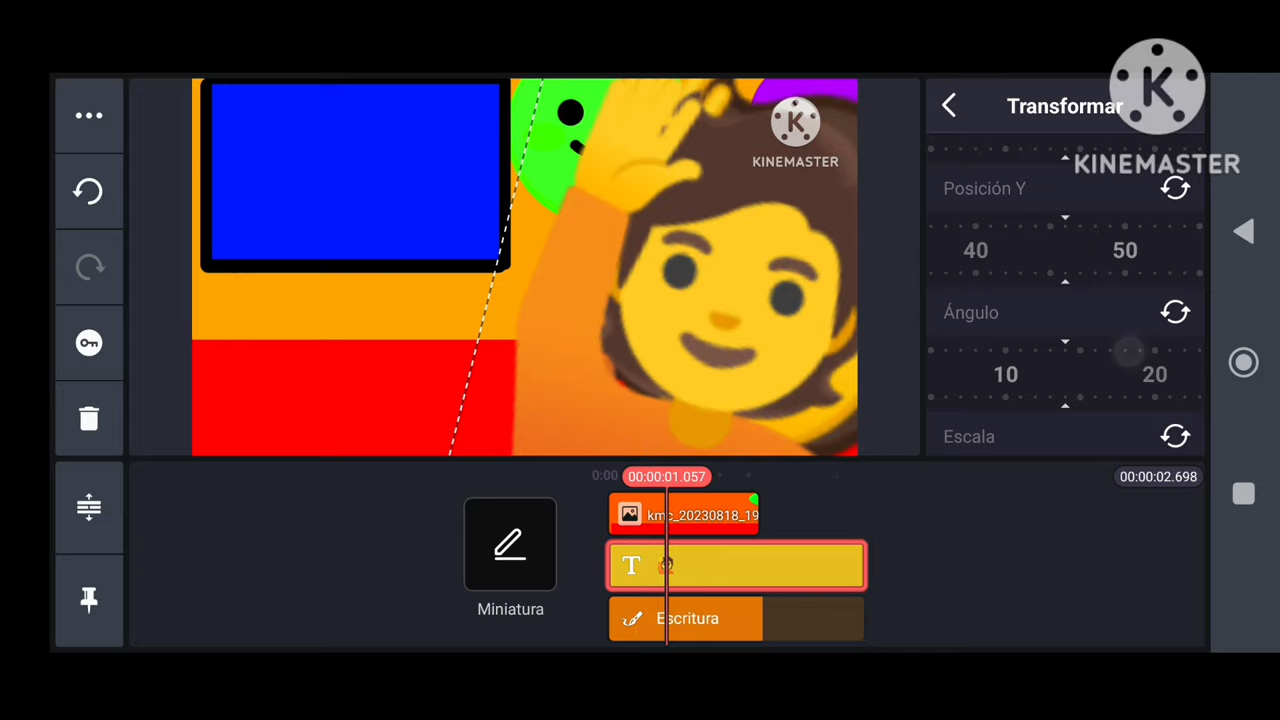 Transformar
K
KINEMASTER
K
KINEMASTER
Posición Y
40 50
Ángulo
10 20
Escala
0:00
00:00:01.057
00:00:02.698
kmc_20230818_19
T
Escritura
Miniatura